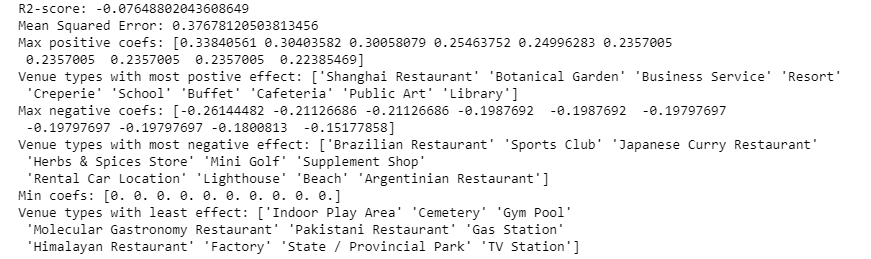 R2-score: -0.07648802043608649
Mean Squared Error: 0.37678120503813456
Max positive coefs: [0.33840561 0.30403582 0.30058079 0.25463752 0.24996283 0.2357005
0.2357005 0.2357005 0.2357005 0.22385469]
Venue types with most postive effect: ['Shanghai Restaurant' 'Botanical Garden' 'Business Service' 'Resort'
'Creperie' 'School' 'Buffet' 'Cafeteria' 'Public Art' 'Library']
Max negative coefs: [-0.26144482 -0.21126686 -0.21126686 -0.1987692 -0.1987692 -0.19797697
-0.19797697 -0.19797697 -0.1800813 -0.15177858]
Venue types with most negative effect: ['Brazilian Restaurant' 'Sports Club' 'Japanese Curry Restaurant'
'Herbs & Spices Store' 'Mini Golf' 'Supplement Shop'
'Rental Car Location' 'Lighthouse' 'Beach' 'Argentinian Restaurant']
Min coefs: [0. 0. 0. 0. 0. 0. 0. 0. 0. 0.]
Venue types with least effect: ['Indoor Play Area' 'Cemetery' 'Gym Pool'
'Molecular Gastronomy Restaurant' 'Pakistani Restaurant' 'Gas Station'
'Himalayan Restaurant' 'Factory' 'State / Provincial Park' 'TV Station']